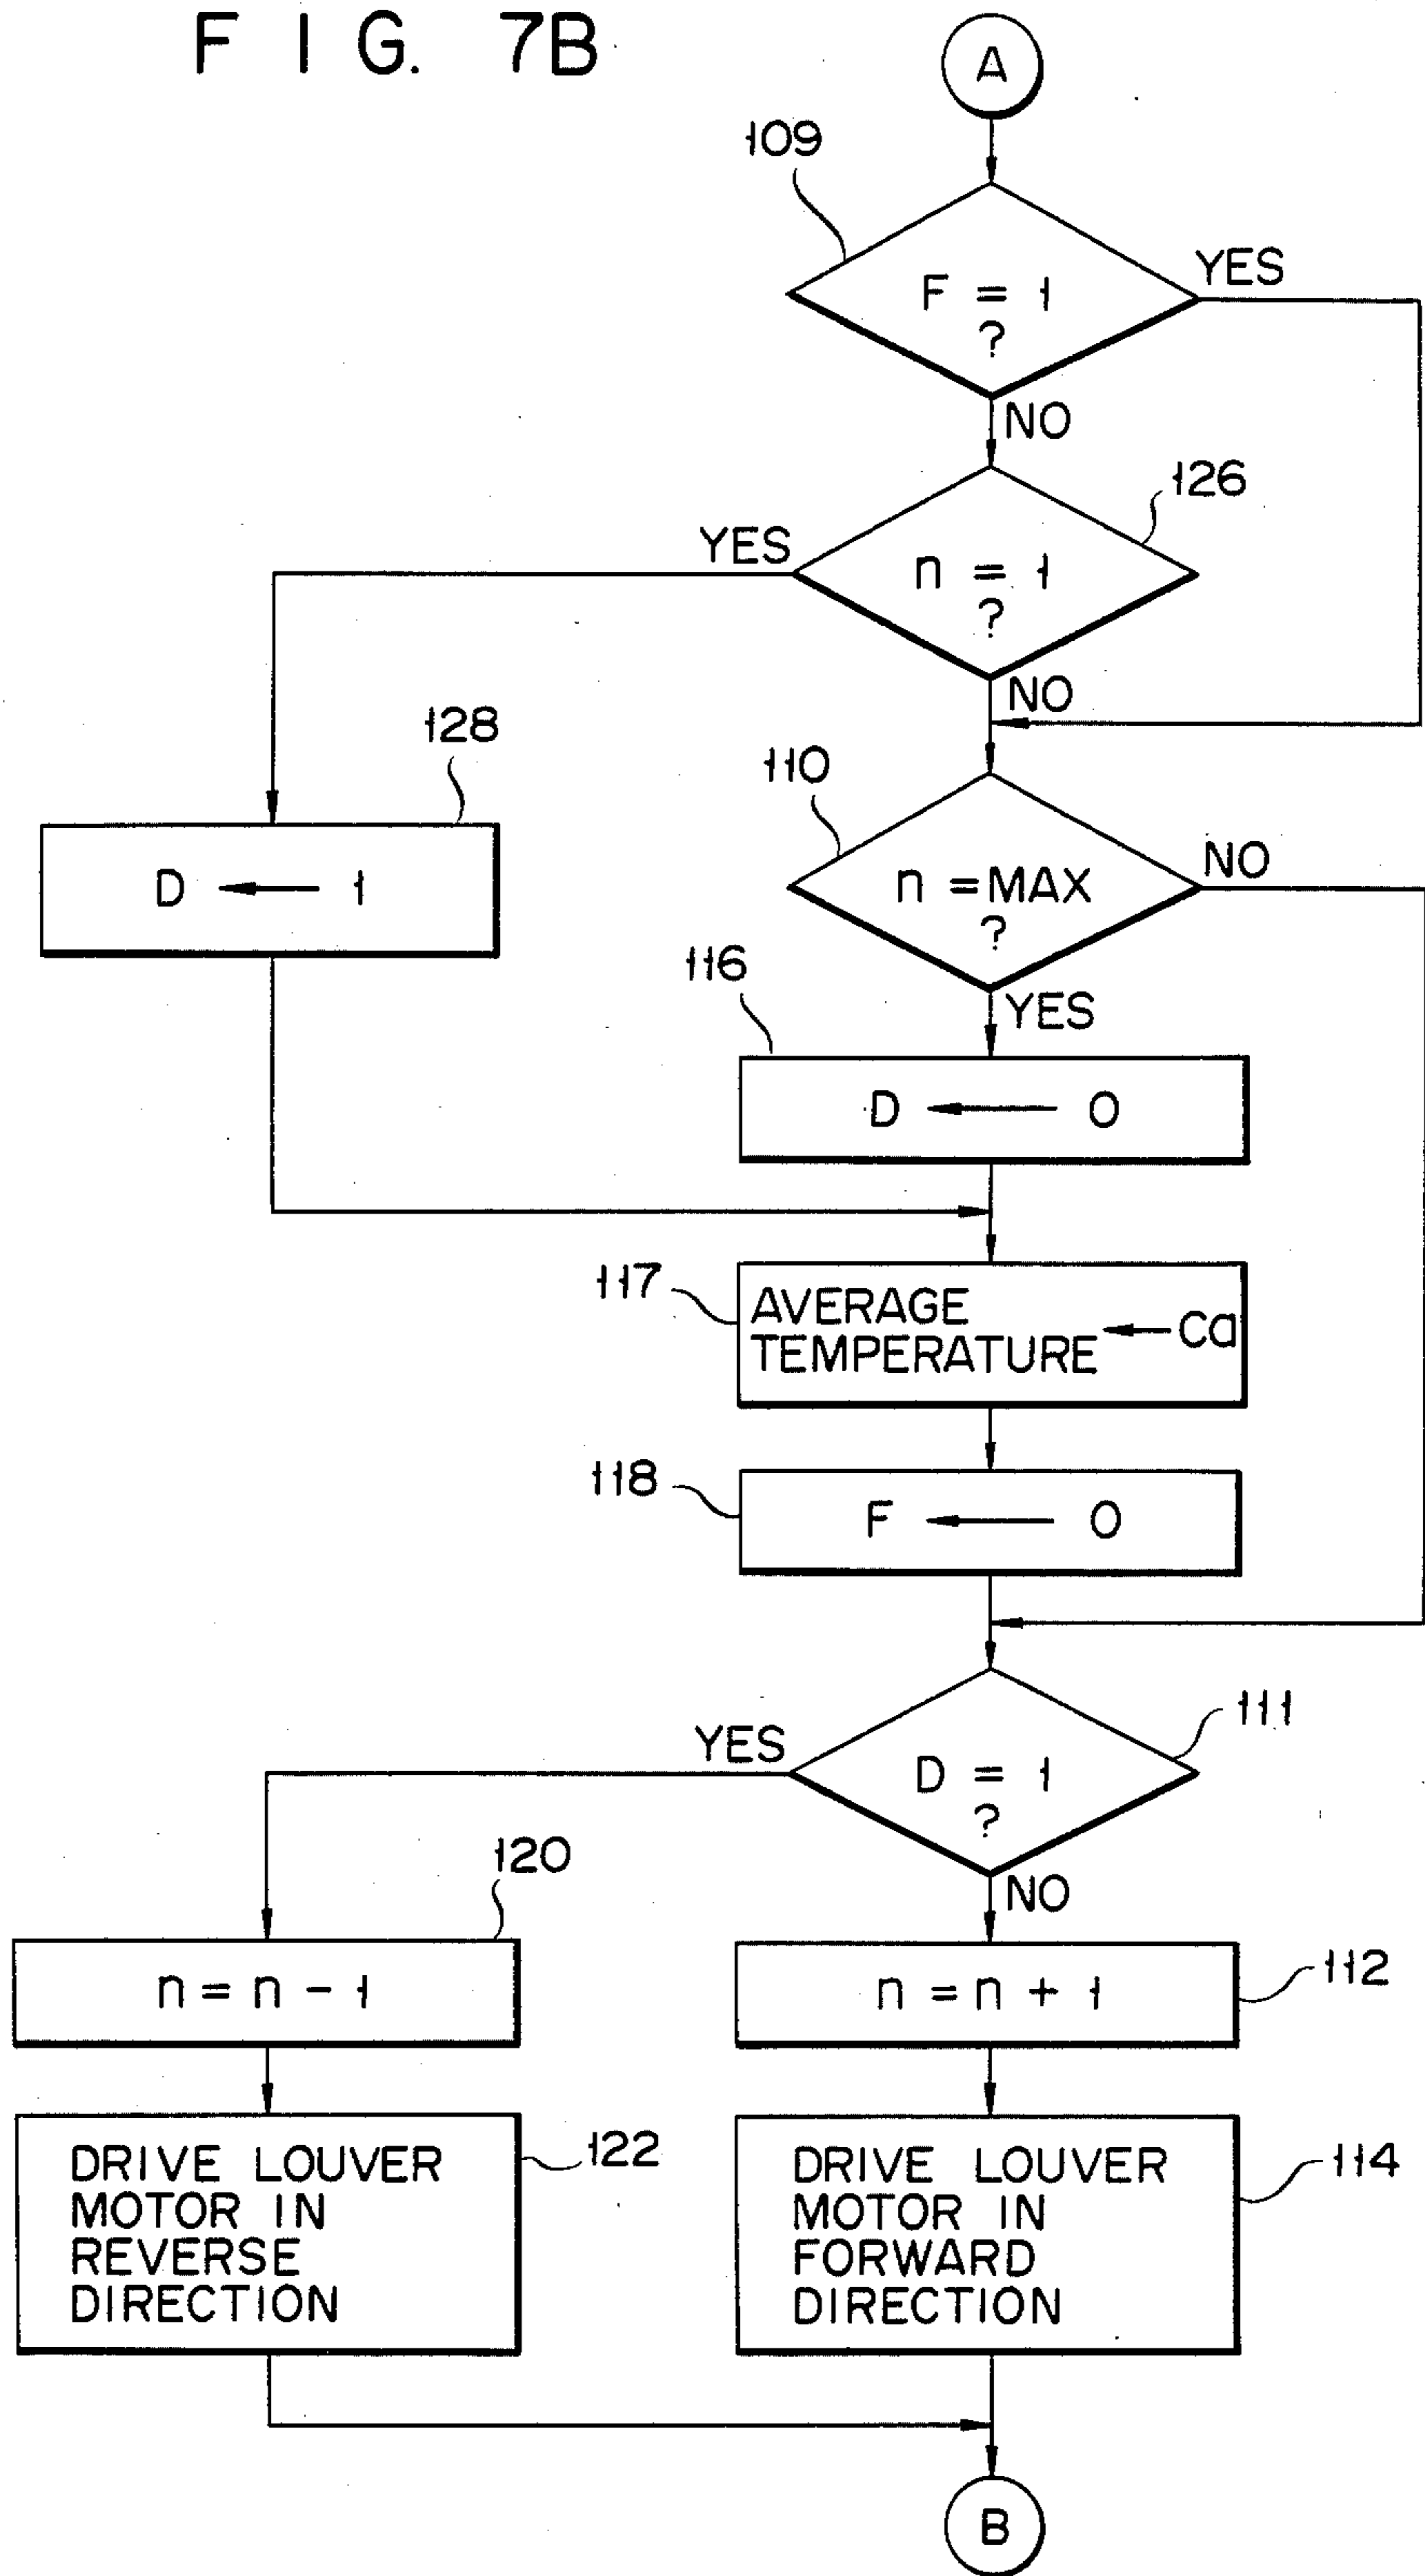 FIG. 7B
A
109
F = 1
?
YES
NO
126
n = 1
?
YES
NO
128
D ← 1
110
n = MAX
?
NO
YES
116
D ← 0
117
AVERAGE
TEMPERATURE ← Ca
118
F ← 0
111
D = 1
?
YES
NO
120
n = n - 1
n = n + 1
112
DRIVE LOUVER
MOTOR IN
REVERSE
DIRECTION
122
DRIVE LOUVER
MOTOR IN
FORWARD
DIRECTION
114
B